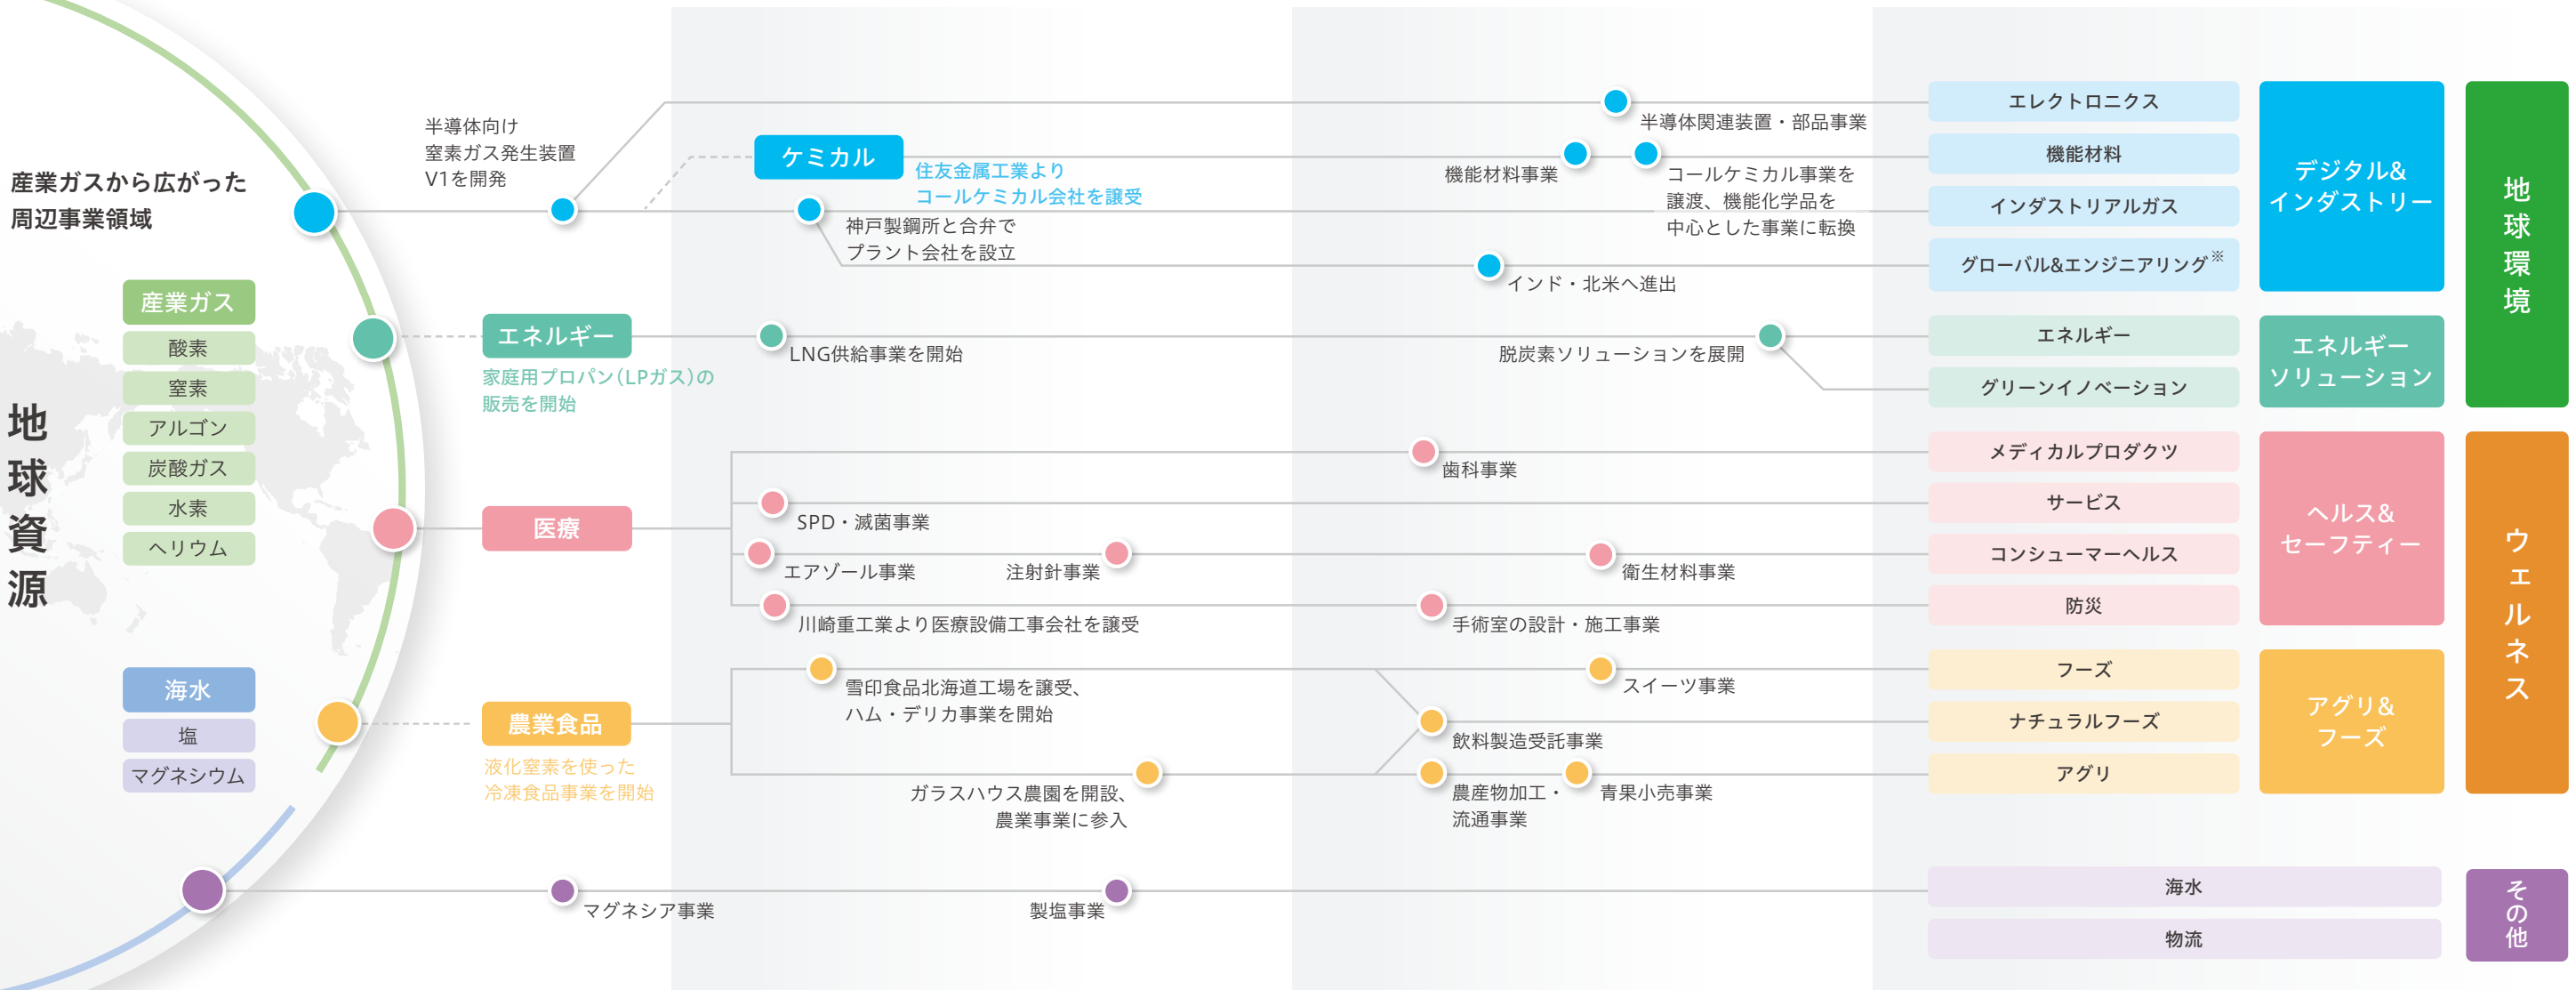 産業ガスから広がった
周辺事業領域
地球資源
産業ガス
酸素
窒素
アルゴン
炭酸ガス
水素
ヘリウム
海水
塩
マグネシウム
半導体向け
窒素ガス発生装置
V1を開発
ケミカル
住友金属工業より
コールケミカル会社を譲受
神戸製鋼所と合弁で
プラント会社を設立
半導体関連装置・部品事業
機能材料事業
コールケミカル事業を
譲渡、機能化学品を
中心とした事業に転換
インド・北米へ進出
エネルギー
家庭用プロパン(LPガス)の
販売を開始
LNG供給事業を開始
脱炭素ソリューションを展開
医療
歯科事業
SPD・滅菌事業
エアゾール事業
注射針事業
衛生材料事業
川崎重工業より医療設備工事会社を譲受
手術室の設計・施工事業
農業食品
液化窒素を使った
冷凍食品事業を開始
雪印食品北海道工場を譲受、
ハム・デリカ事業を開始
スイーツ事業
飲料製造受託事業
ガラスハウス農園を開設、
農業事業に参入
農産物加工・
流通事業
青果小売事業
マグネシア事業
製塩事業
エレクトロニクス
機能材料
インダストリアルガス
グローバル&エンジニアリング※
デジタル&
インダストリー
エネルギー
グリーンイノベーション
エネルギー
ソリューション
地球環境
メディカルプロダクツ
サービス
コンシューマーヘルス
防災
ヘルス&
セーフティー
フーズ
ナチュラルフーズ
アグリ
アグリ&
フーズ
ウェルネス
海水
物流
その他